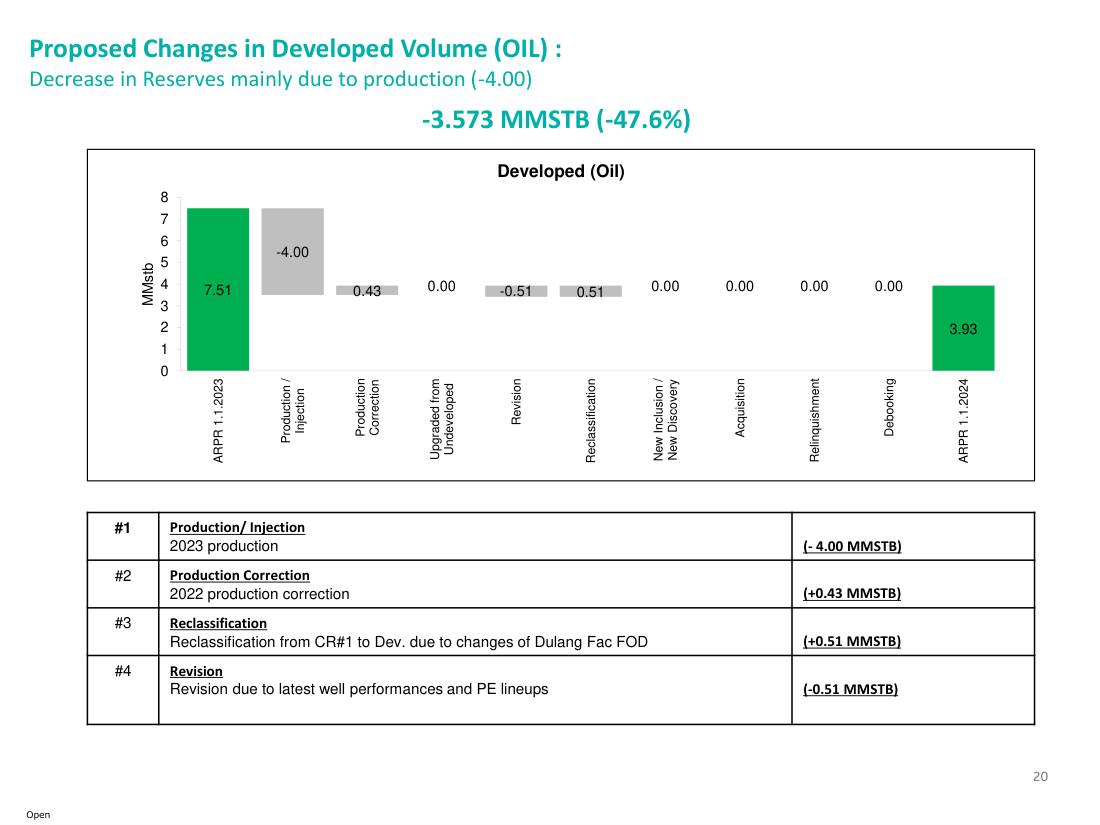 Proposed Changes in Developed Volume (OIL) :
Decrease in Reserves mainly due to production (-4.00)
-3.573 MMSTB (-47.6%)
Developed (Oil)
MMstb
8
7
6
5
4
3
2
1
0
7.51
-4.00
0.43
0.00
-0.51
0.51
0.00
0.00
0.00
0.00
3.93
ARPR 1.1.2023
Production /
Injection
Production
Correction
Upgraded from
Undeveloped
Revision
Reclassification
New Inclusion /
New Discovery
Acquisition
Relinquishment
Debooking
ARPR 1.1.2024
#1
Production/ Injection
2023 production
(- 4.00 MMSTB)
#2
Production Correction
2022 production correction
(+0.43 MMSTB)
#3
Reclassification
Reclassification from CR#1 to Dev. due to changes of Dulang Fac FOD
(+0.51 MMSTB)
#4
Revision
Revision due to latest well performances and PE lineups
(-0.51 MMSTB)
20
Open